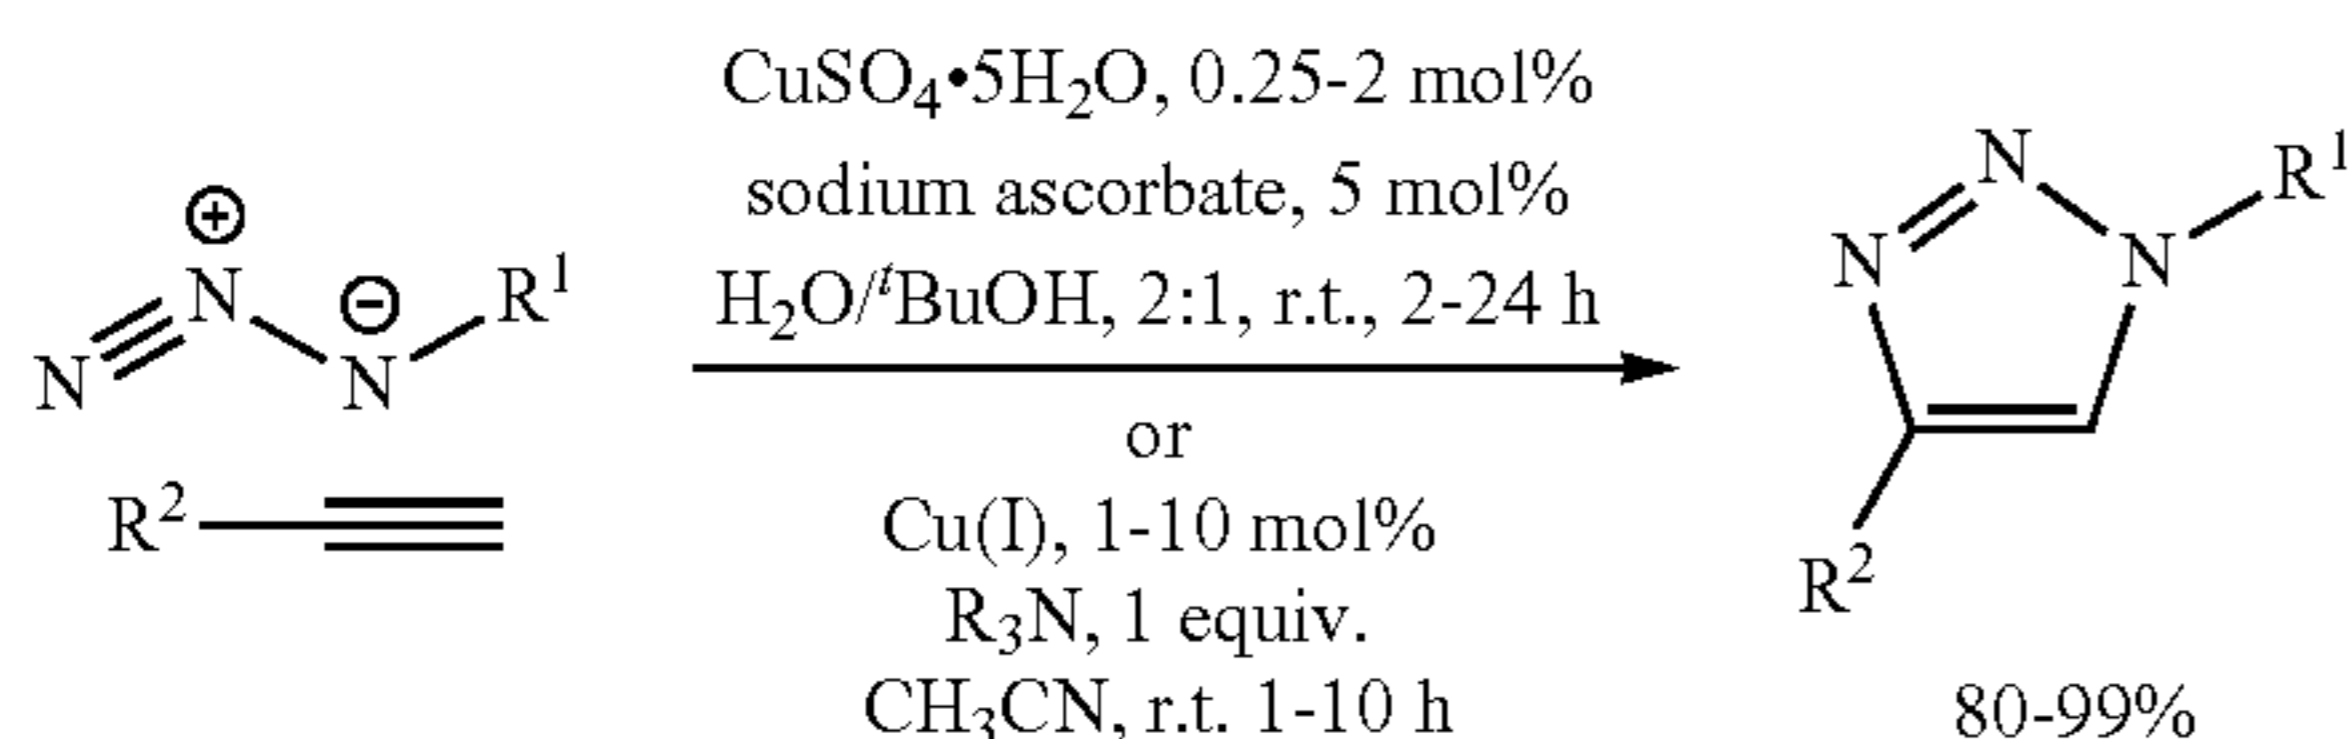 CuSO₄•5H₂O, 0.25-2 mol%
sodium ascorbate, 5 mol%
H₂O/ᵗBuOH, 2:1, r.t., 2-24 h
or
Cu(I), 1-10 mol%
R₃N, 1 equiv.
CH₃CN, r.t. 1-10 h
⊕
N
N
⊖
N
R¹
R²
N
N
N
R¹
R²
80-99%